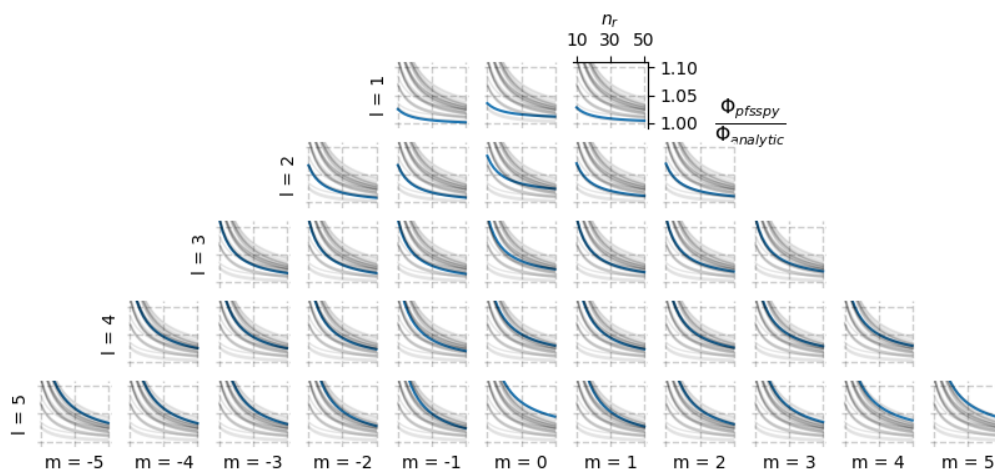 n_r
10 30 50
l = 1
1.10
1.05
1.00
Φ_pfsspy
Φ_analytic
l = 2
l = 3
l = 4
l = 5
m = -5 m = -4 m = -3 m = -2 m = -1 m = 0 m = 1 m = 2 m = 3 m = 4 m = 5